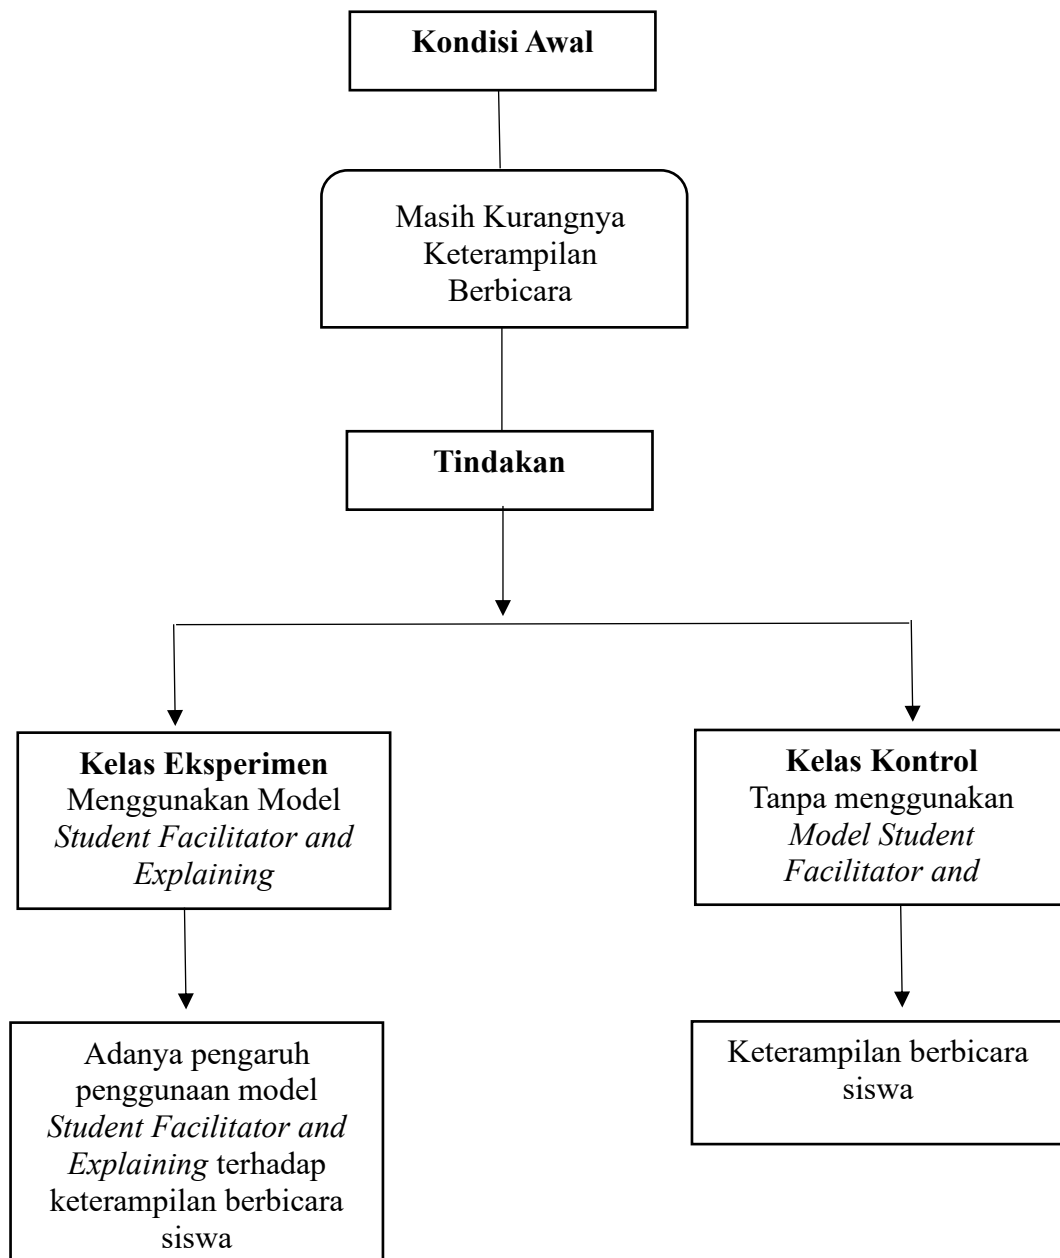 Kondisi Awal
Masih Kurangnya
Keterampilan
Berbicara
Tindakan
Kelas Eksperimen
Menggunakan Model
Student Facilitator and
Explaining
Kelas Kontrol
Tanpa menggunakan
Model Student
Facilitator and
Adanya pengaruh
penggunaan model
Student Facilitator and
Explaining terhadap
keterampilan berbicara
siswa
Keterampilan berbicara
siswa